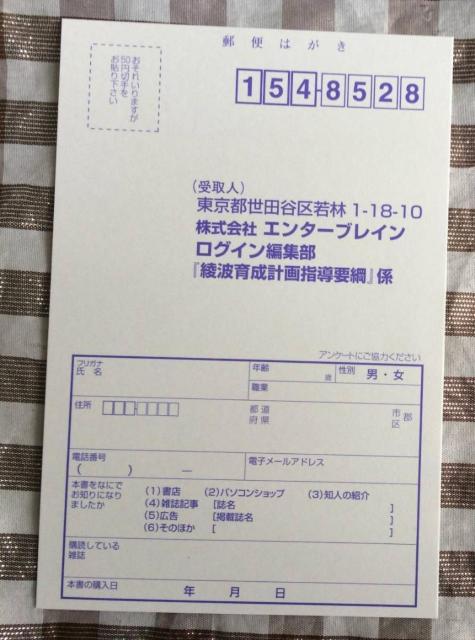 郵便はがき
おそれいりますが
50円切手を
お貼り下さい
154-8528
(受取人)
東京都世田谷区若林 1-18-10
株式会社 エンターブレイン
ログイン編集部
『綾波育成計画指導要綱』係
アンケートにご協力ください
フリガナ
氏 名
年齢 歳 性別 男・女
職業
住所
都道 市郡
府県 区
電話番号 電子メールアドレス
( ) ―
本書をなにで
お知りになり
ましたか
(1)書店 (2)パソコンショップ (3)知人の紹介
(4)雑誌記事 [誌名 ]
(5)広告 [掲載誌名 ]
(6)そのほか [ ]
購読している
雑誌
本書の購入日 年 月 日